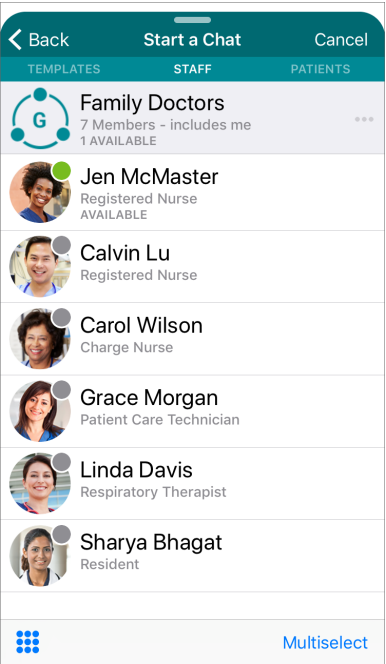 Back Start a Chat Cancel
TEMPLATES STAFF PATIENTS
G
Family Doctors
7 Members - includes me
1 AVAILABLE
Jen McMaster
Registered Nurse
AVAILABLE
Calvin Lu
Registered Nurse
Carol Wilson
Charge Nurse
Grace Morgan
Patient Care Technician
Linda Davis
Respiratory Therapist
Sharya Bhagat
Resident
Multiselect